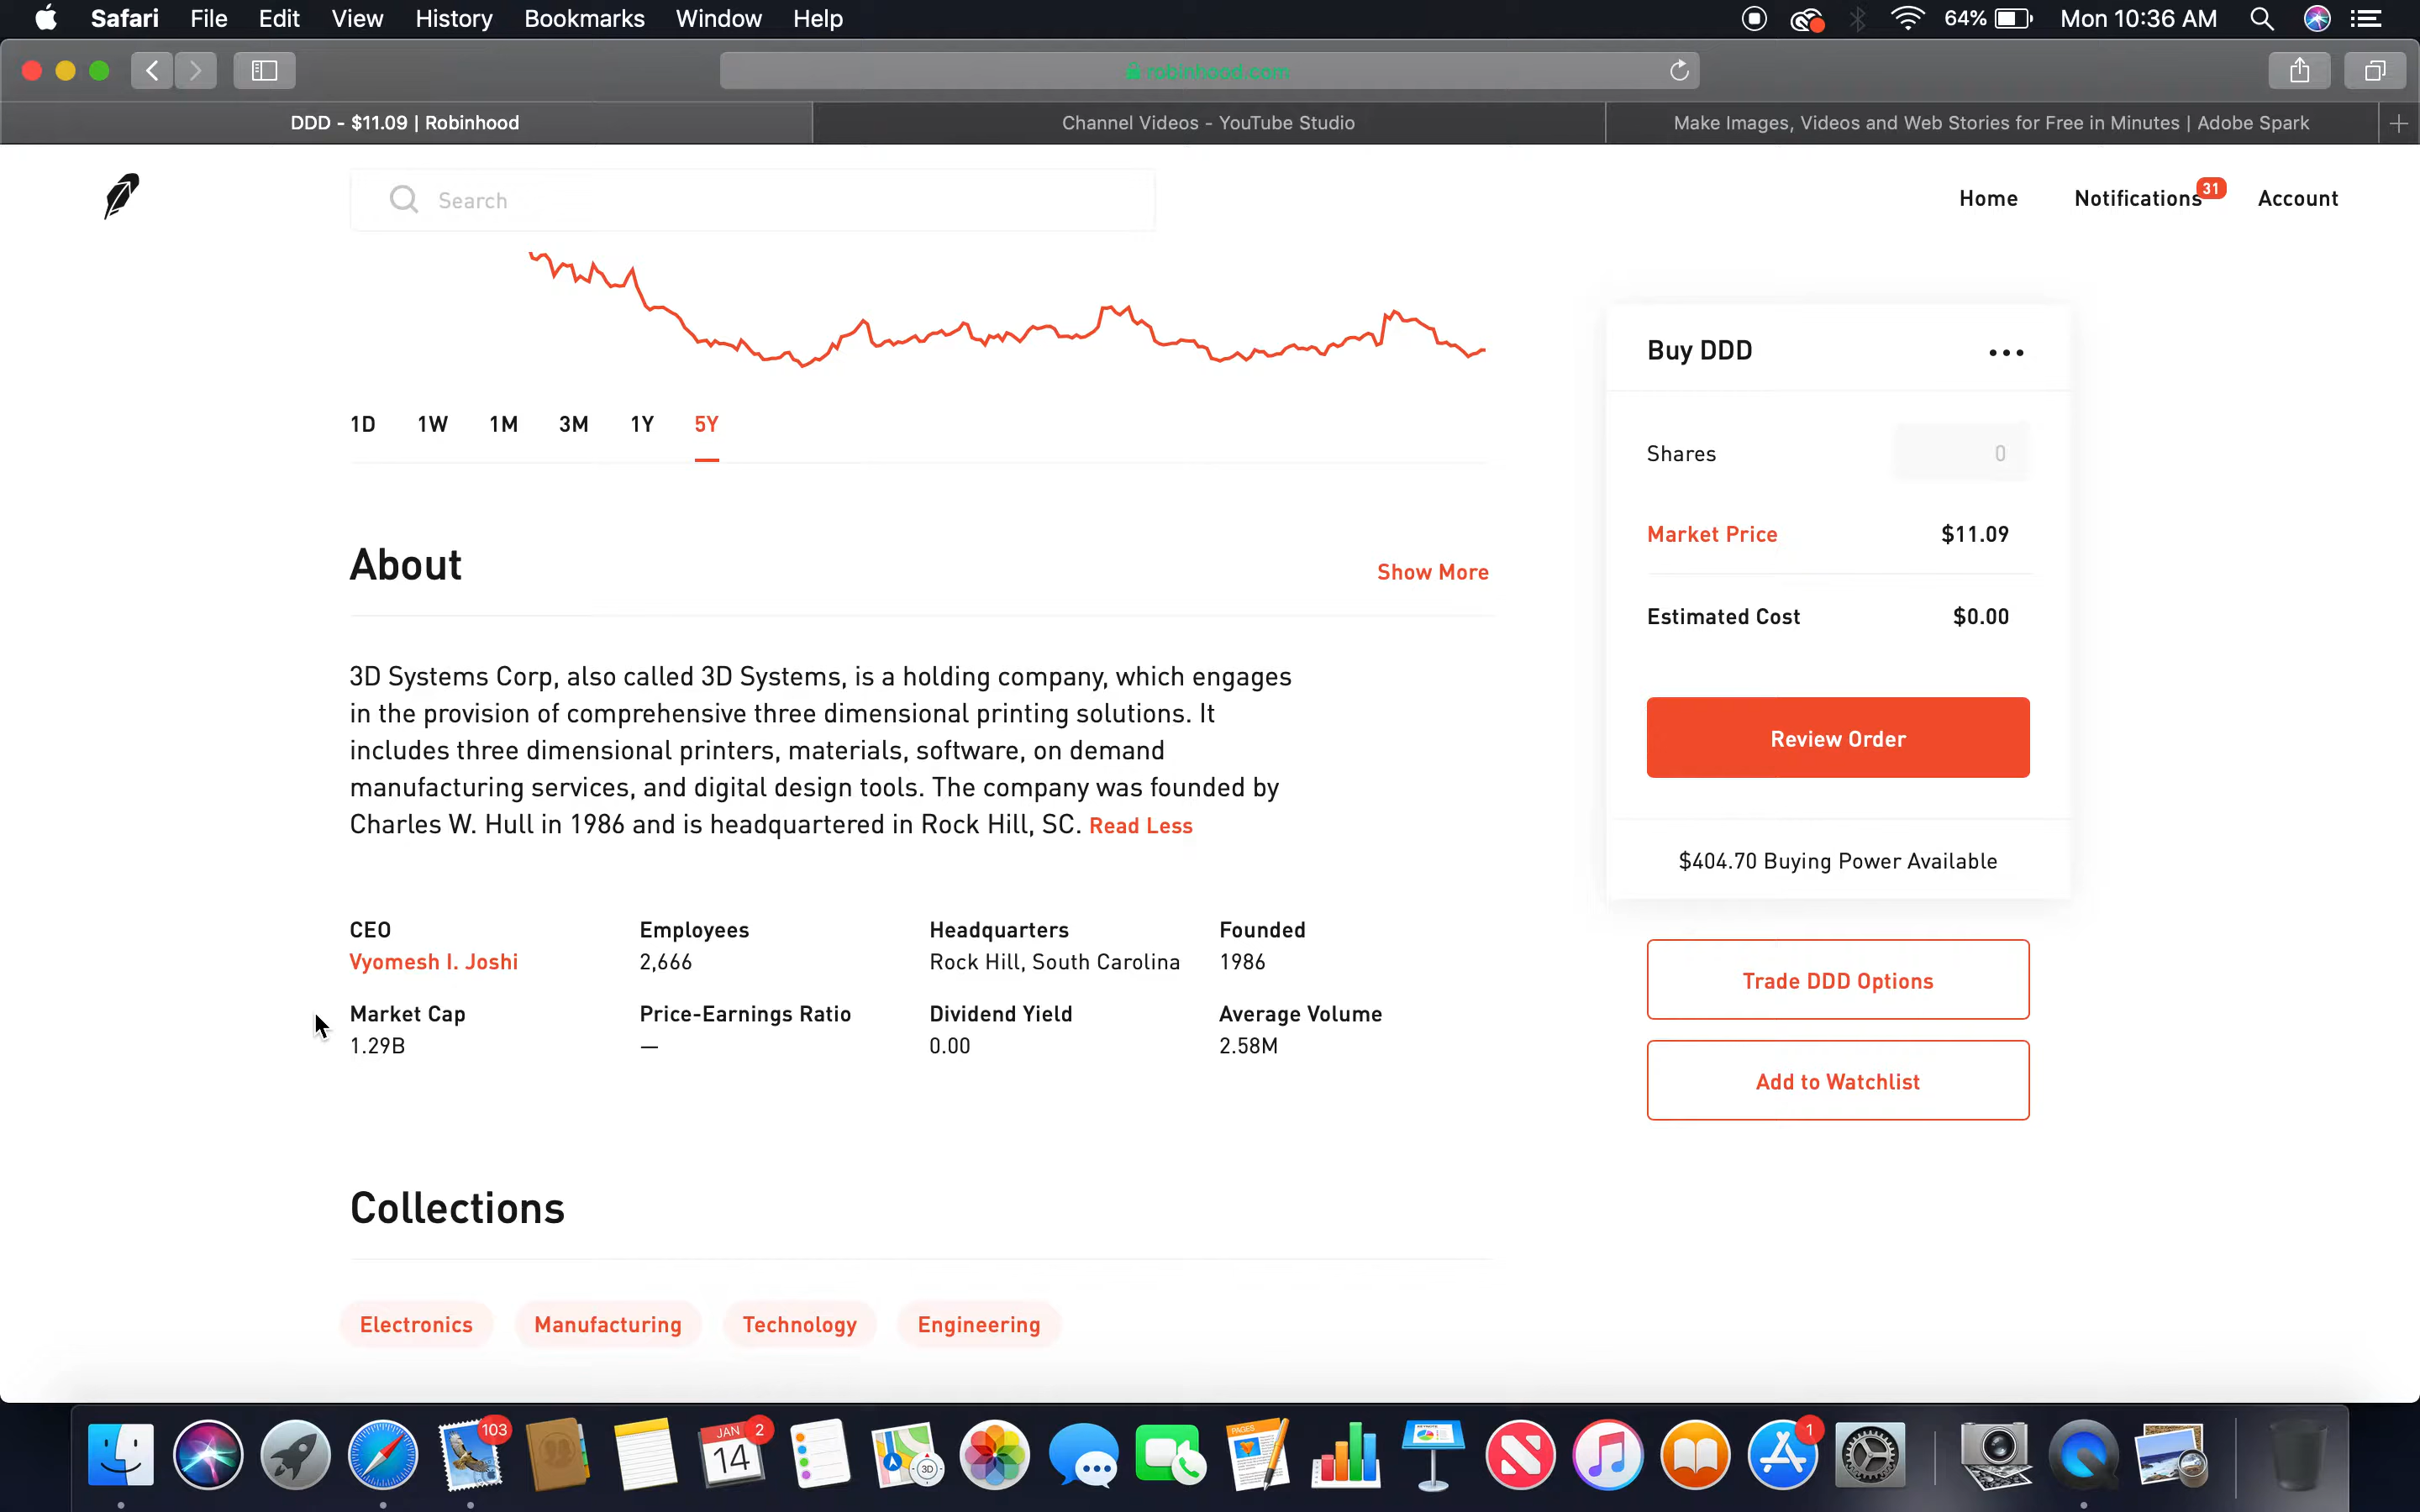 Safari File Edit View History Bookmarks Window Help 64% Mon 10:36 AM
robinhood.com
DDD - $11.09 | Robinhood Channel Videos - YouTube Studio Make Images, Videos and Web Stories for Free in Minutes | Adobe Spark
Search Home Notifications 31 Account
1D 1W 1M 3M 1Y 5Y
About Show More
3D Systems Corp, also called 3D Systems, is a holding company, which engages
in the provision of comprehensive three dimensional printing solutions. It
includes three dimensional printers, materials, software, on demand
manufacturing services, and digital design tools. The company was founded by
Charles W. Hull in 1986 and is headquartered in Rock Hill, SC. Read Less
CEO Employees Headquarters Founded
Vyomesh I. Joshi 2,666 Rock Hill, South Carolina 1986
Market Cap Price-Earnings Ratio Dividend Yield Average Volume
1.29B — 0.00 2.58M
Collections
Electronics Manufacturing Technology Engineering
Buy DDD
Shares 0
Market Price $11.09
Estimated Cost $0.00
Review Order
$404.70 Buying Power Available
Trade DDD Options
Add to Watchlist
103 JAN 14 2 3D PAGES 1